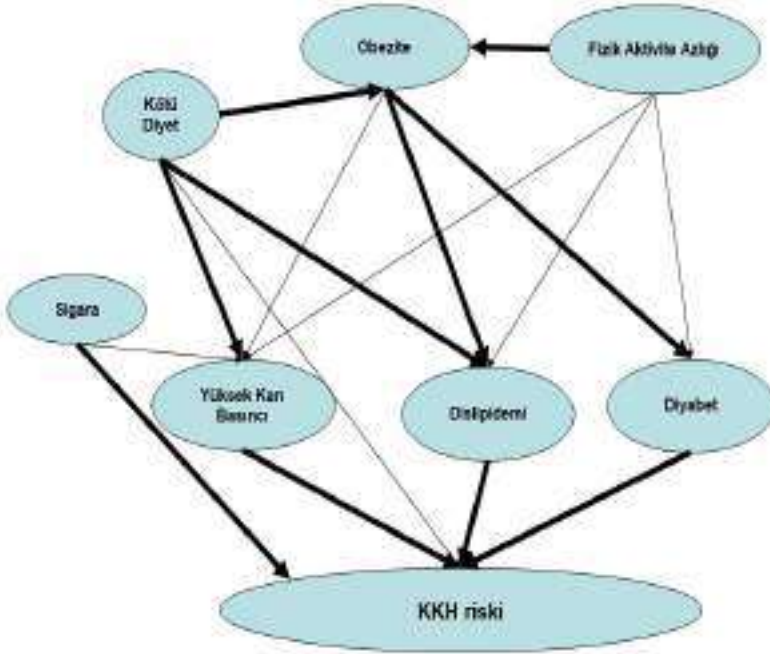 Obezite
Fizik Aktivite Azlığı
Kötü
Diyet
Sigara
Yüksek Kan
Basıncı
Dislipidemi
Diyabet
KKH riski